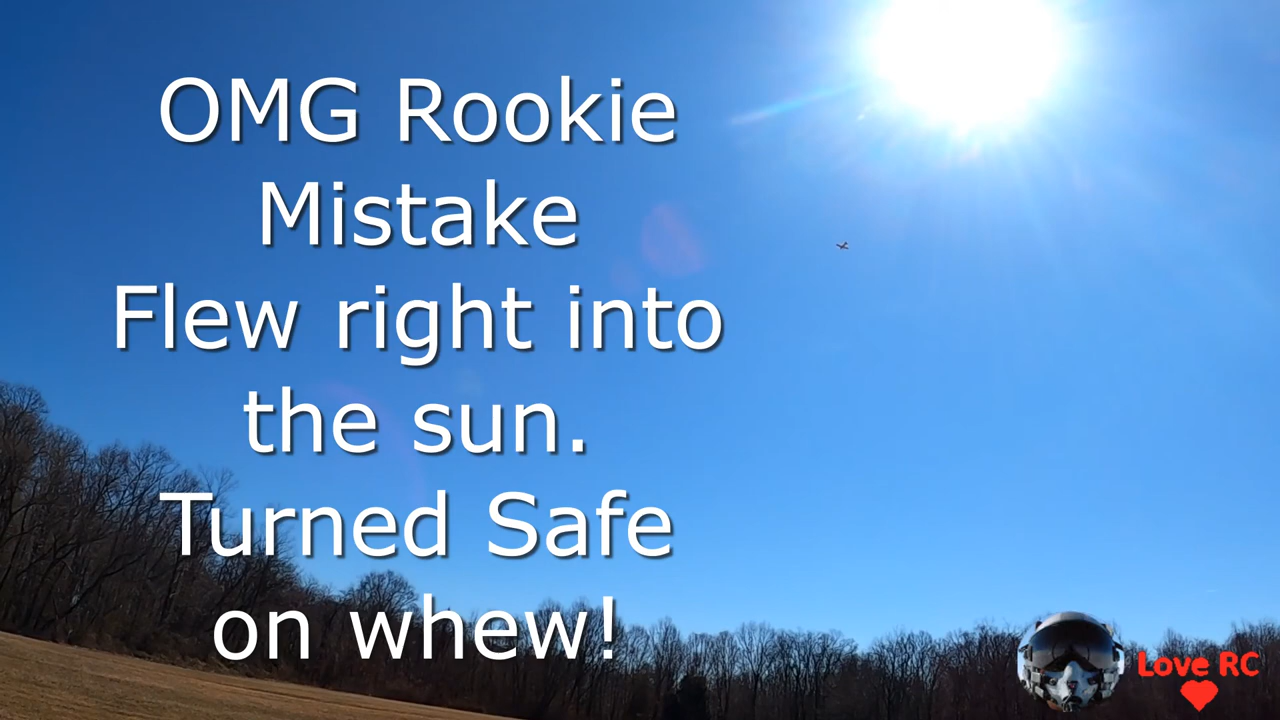 OMG Rookie
Mistake
Flew right into
the sun.
Turned Safe
on whew!
Love RC